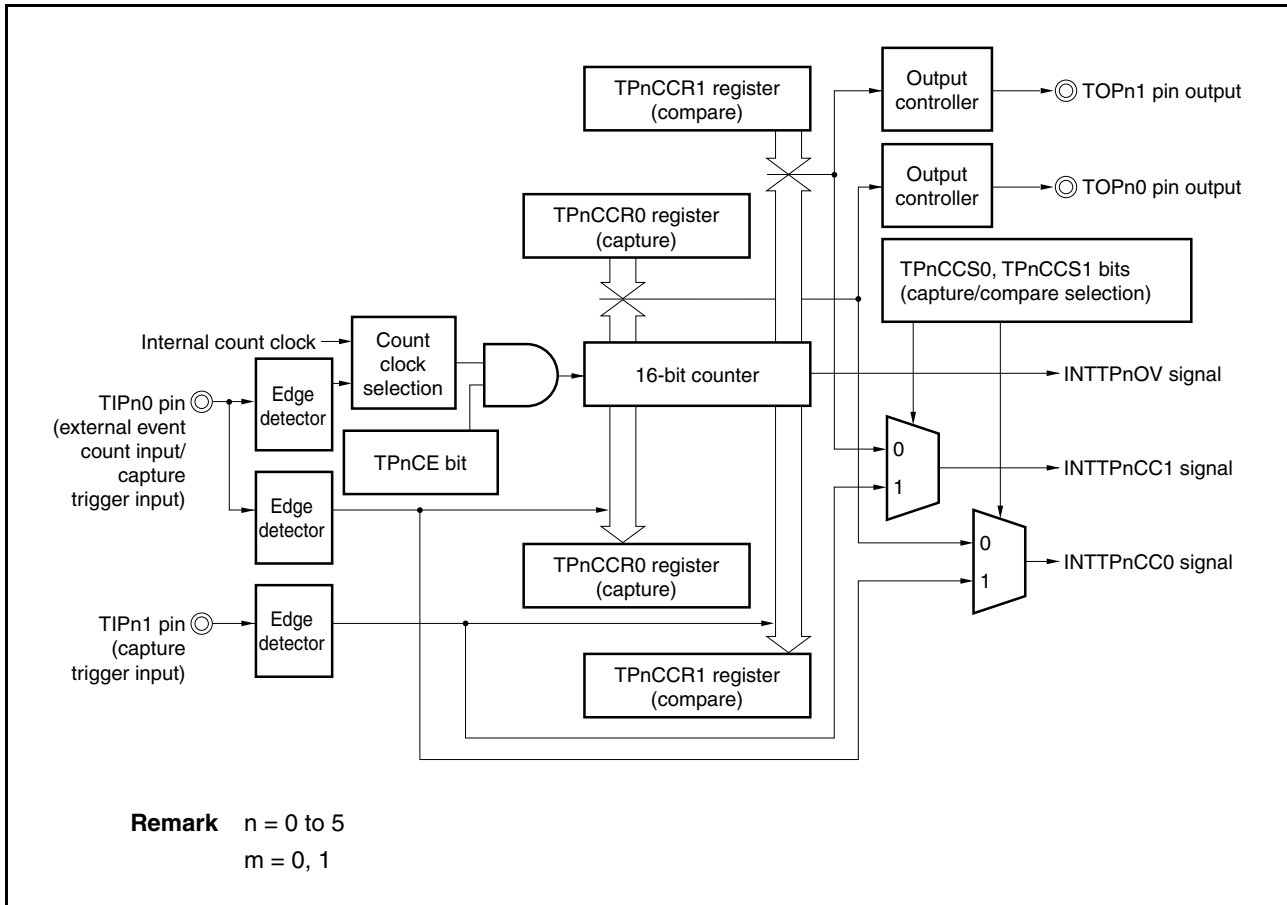 TPnCCR1 register
(compare)
Output
controller
TOPn1 pin output
Output
controller
TOPn0 pin output
TPnCCR0 register
(capture)
TPnCCS0, TPnCCS1 bits
(capture/compare selection)
Internal count clock
Count
clock
selection
16-bit counter
INTTPnOV signal
TIPn0 pin
(external event
count input/
capture
trigger input)
Edge
detector
TPnCE bit
0
1
INTTPnCC1 signal
Edge
detector
TPnCCR0 register
(capture)
0
1
INTTPnCC0 signal
TIPn1 pin
(capture
trigger input)
Edge
detector
TPnCCR1 register
(compare)
Remark n = 0 to 5
m = 0, 1